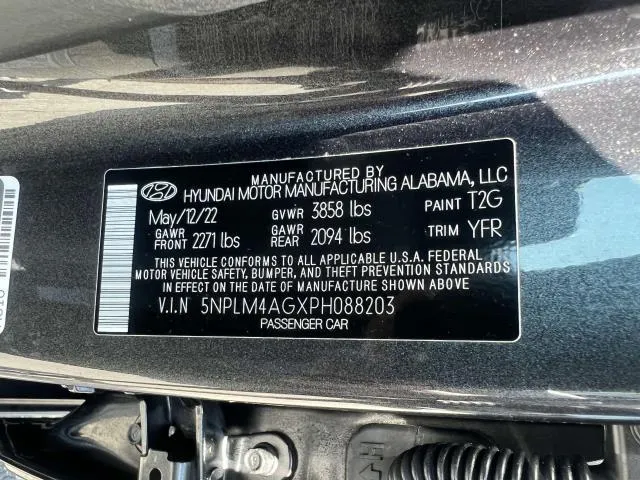 MANUFACTURED BY
HYUNDAI MOTOR MANUFACTURING ALABAMA, LLC
May/12/22 GVWR 3858 lbs PAINT T2G
GAWR FRONT 2271 lbs GAWR REAR 2094 lbs TRIM YFR
THIS VEHICLE CONFORMS TO ALL APPLICABLE U.S.A. FEDERAL
MOTOR VEHICLE SAFETY, BUMPER, AND THEFT PREVENTION STANDARDS
IN EFFECT ON THE DATE OF MANUFACTURE SHOWN ABOVE.
V.I.N 5NPLM4AGXPH088203
PASSENGER CAR